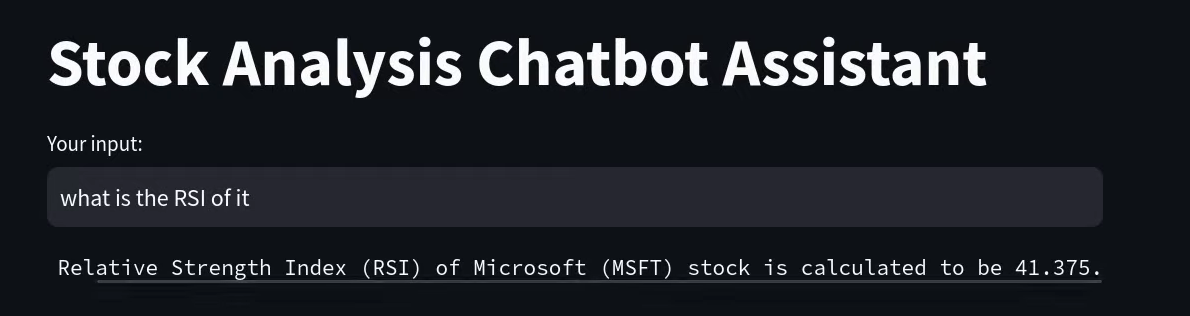 Stock Analysis Chatbot Assistant
Your input:
what is the RSI of it
Relative Strength Index (RSI) of Microsoft (MSFT) stock is calculated to be 41.375.